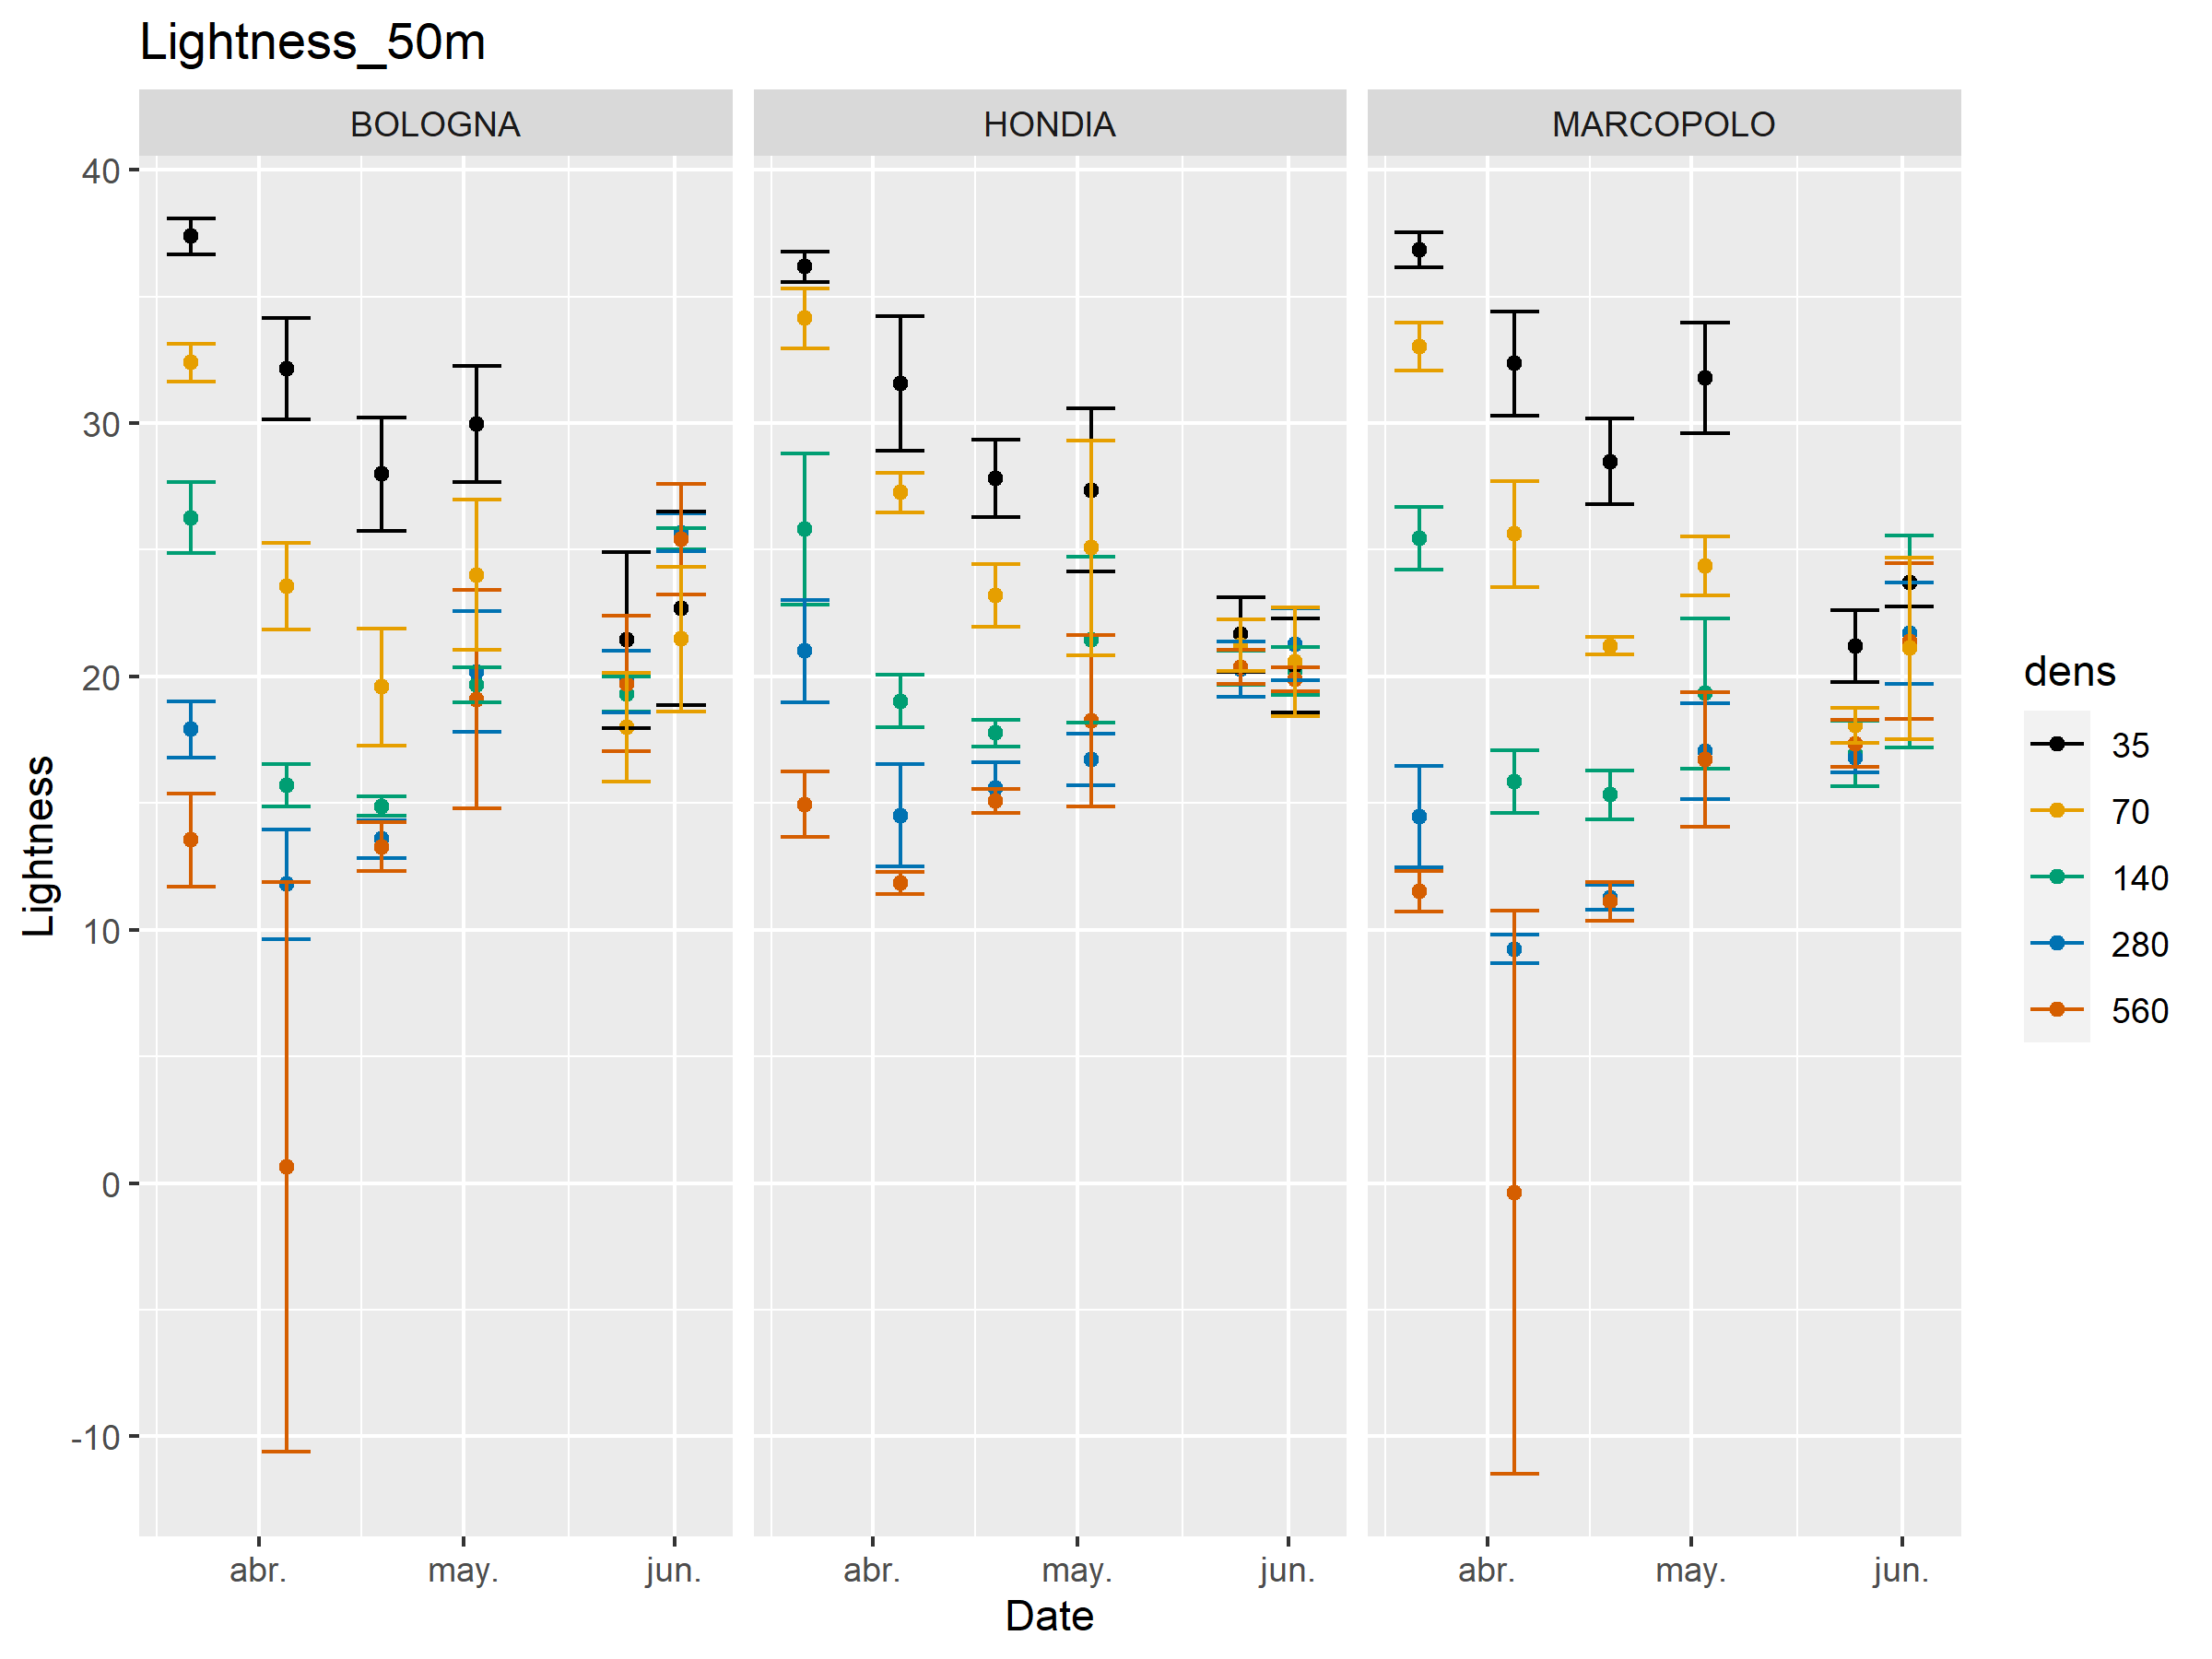 Lightness_50m
BOLOGNA
HONDIA
MARCOPOLO
Lightness
40
30
20
10
0
-10
abr.
may.
jun.
abr.
may.
jun.
abr.
may.
jun.
Date
dens
35
70
140
280
560